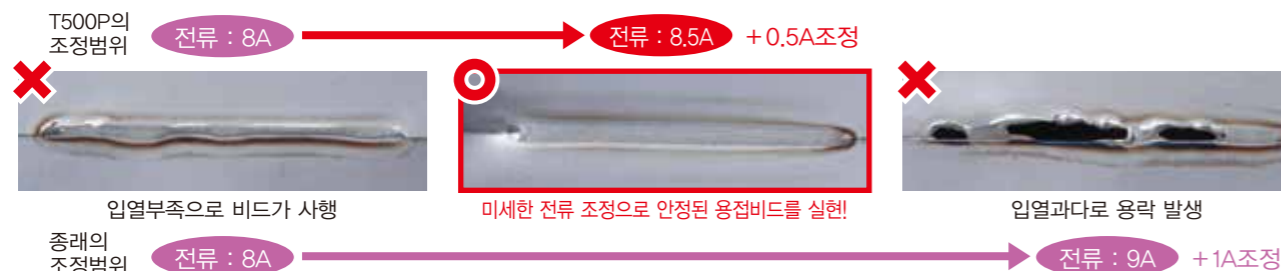 T500P의
조정범위
전류 : 8A
전류 : 8.5A
+0.5A조정
입열부족으로 비드가 사행
미세한 전류 조정으로 안정된 용접비드를 실현!
입열과다로 용락 발생
종래의
조정범위
전류 : 8A
전류 : 9A
+1A조정